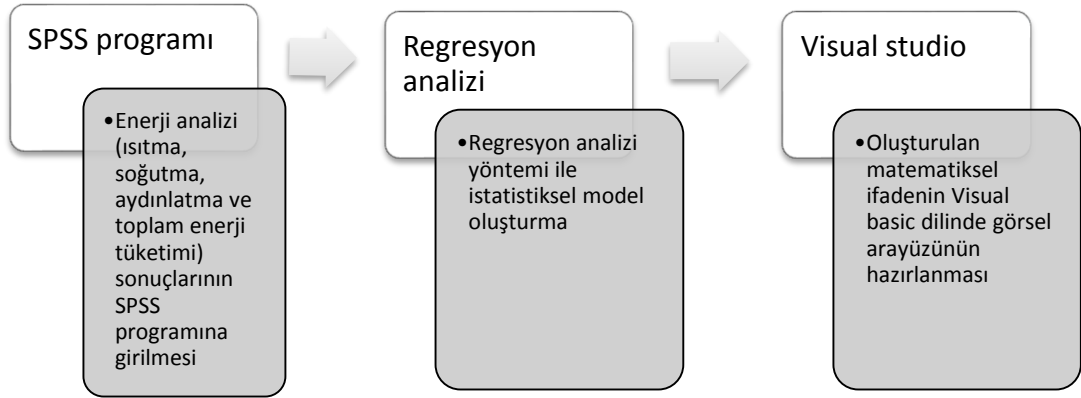 SPSS programı
•Enerji analizi
(ısıtma,
soğutma,
aydınlatma ve
toplam enerji
tüketimi)
sonuçlarının
SPSS
programına
girilmesi
Regresyon
analizi
•Regresyon analizi
yöntemi ile
istatistiksel model
oluşturma
Visual studio
•Oluşturulan
matematiksel
ifadenin Visual
basic dilinde görsel
arayüzünün
hazırlanması